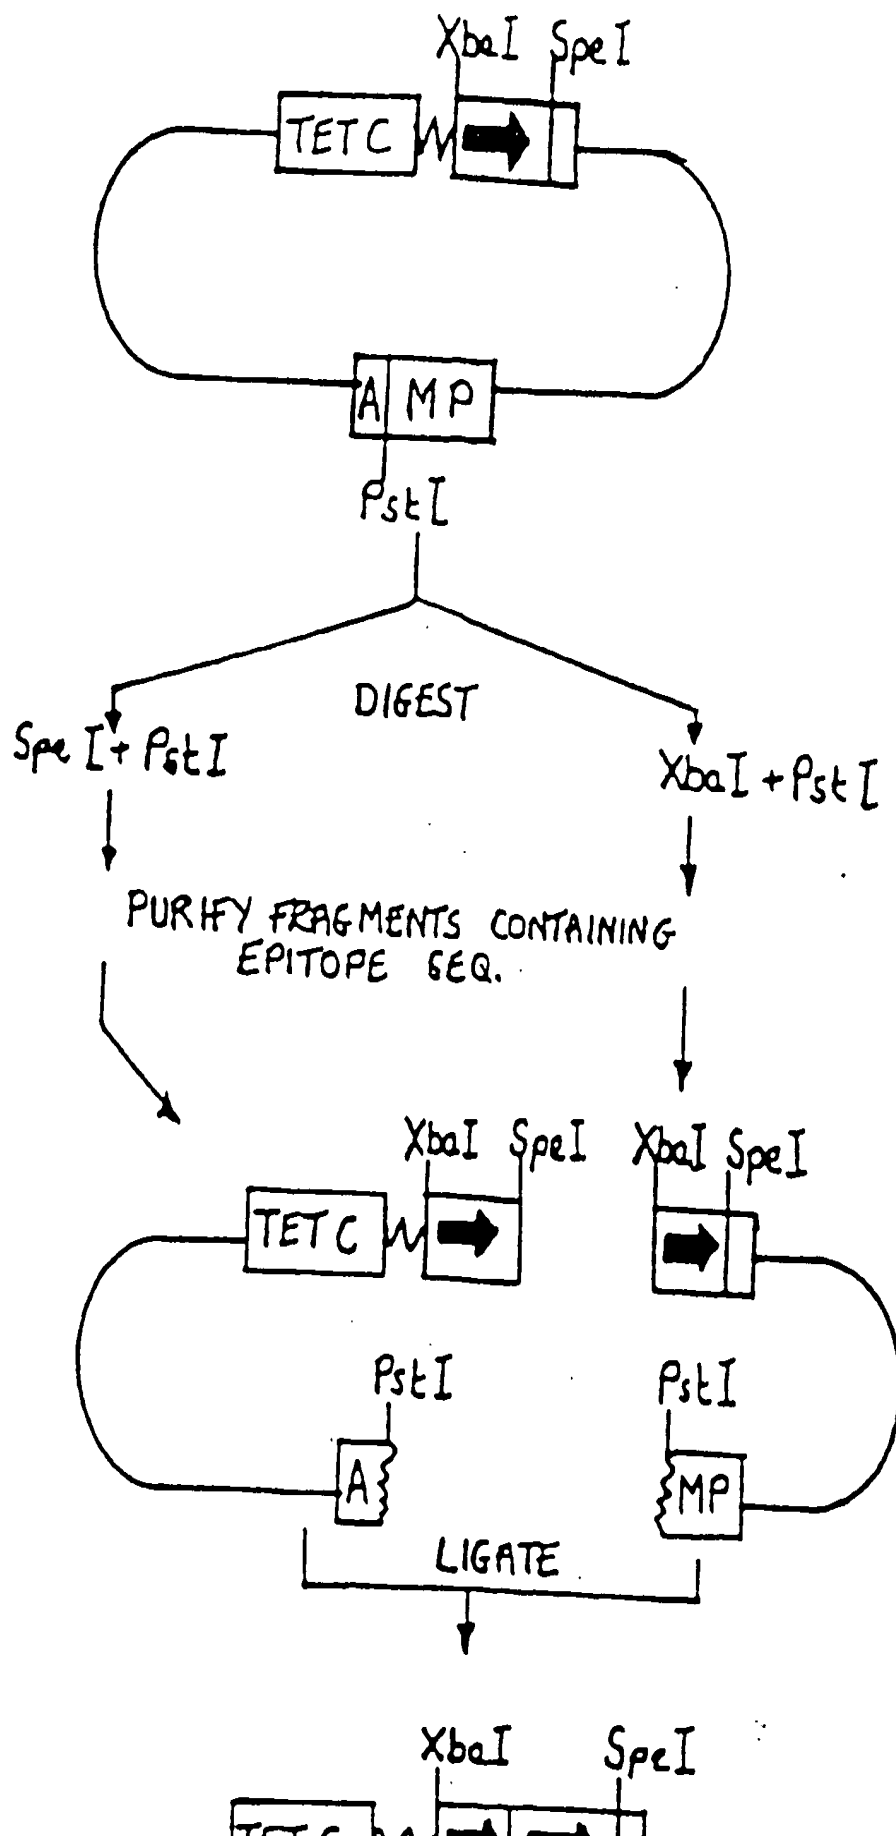 XbaI SpeI
TETC
A MP
PstI
DIGEST
SpeI+PstI
XbaI+PstI
PURIFY FRAGMENTS CONTAINING
EPITOPE SEQ.
XbaI SpeI XbaI SpeI
TETC
PstI PstI
A MP
LIGATE
XbaI SpeI
TETC